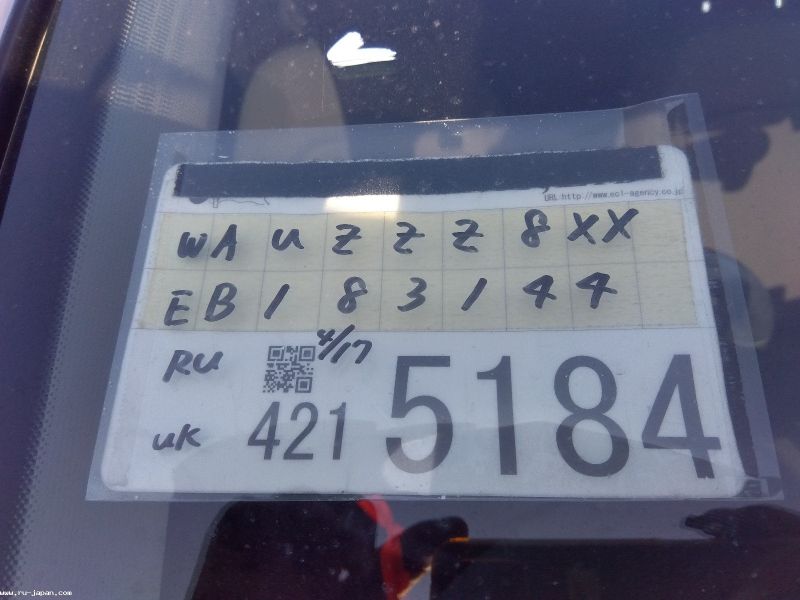 URL:http://www.ecl-agency.co.jp
WAUZZZ8XX
EB183144
RU 4/17
UK 421 5184
www.ru-japan.com